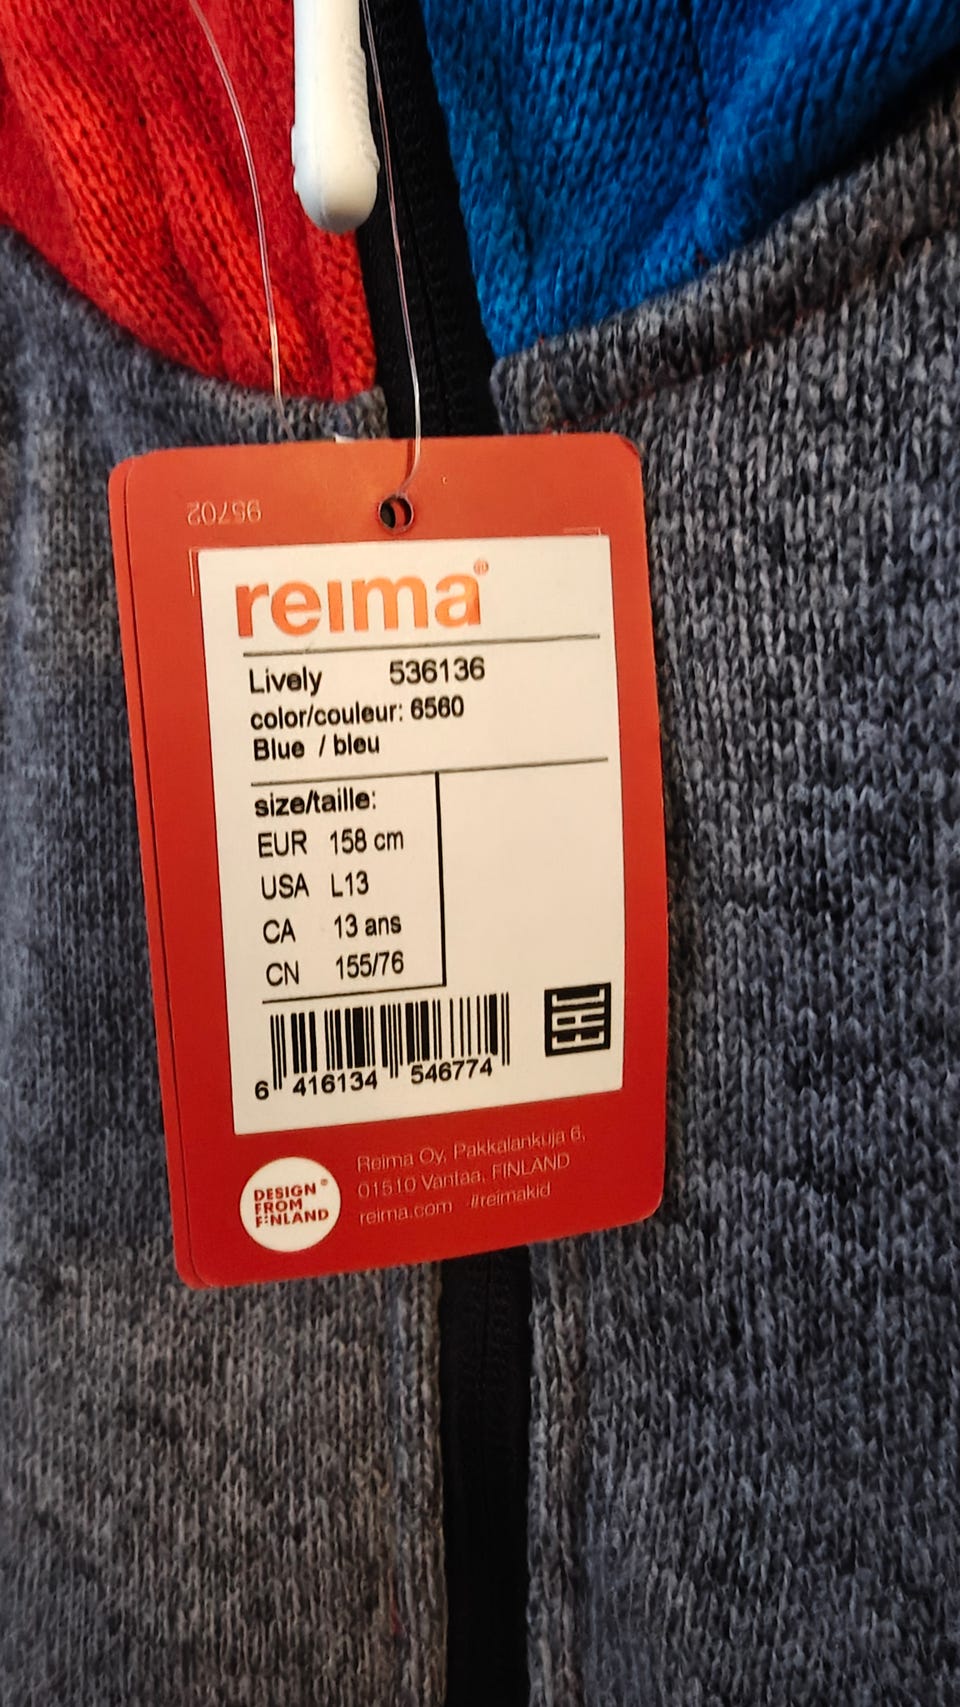 95702
reima®
Lively 536136
color/couleur: 6560
Blue / bleu
size/taille:
EUR 158 cm
USA L13
CA 13 ans
CN 155/76
6 416134 546774
EAC
DESIGN ®
FROM
FINLAND
Reima Oy, Pakkalankuja 6,
01510 Vantaa, FINLAND
reima.com #reimakid